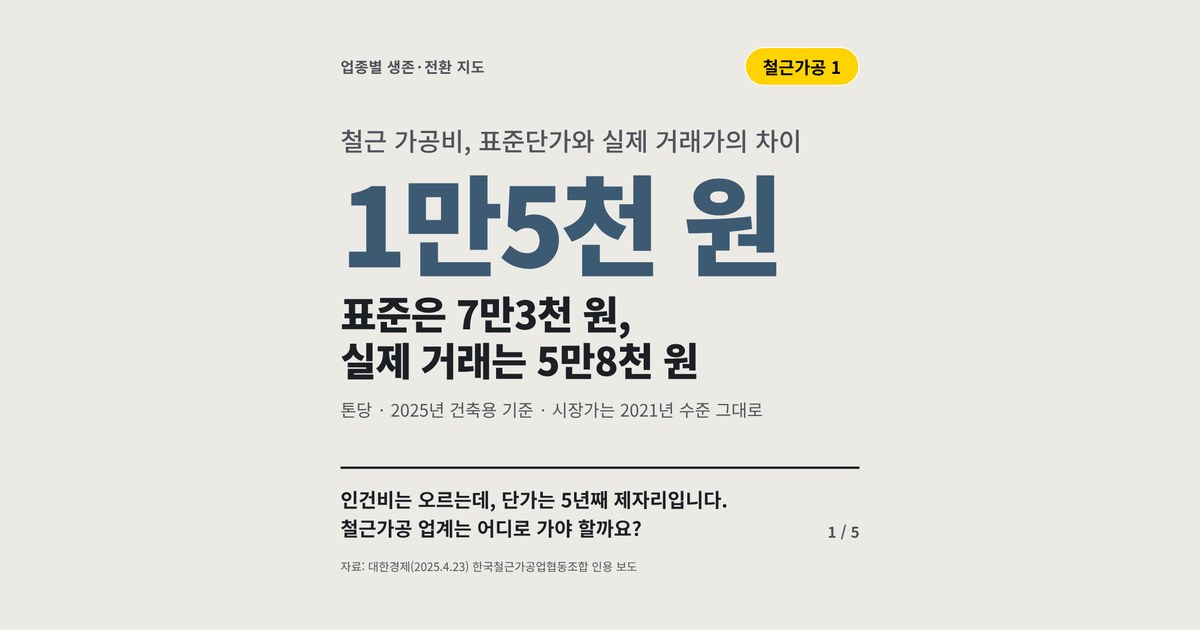 업종별 생존·전환 지도
철근가공 1
철근 가공비, 표준단가와 실제 거래가의 차이
1만5천 원
표준은 7만3천 원,
실제 거래는 5만8천 원
톤당 · 2025년 건축용 기준 · 시장가는 2021년 수준 그대로
인건비는 오르는데, 단가는 5년째 제자리입니다.
철근가공 업계는 어디로 가야 할까요?
1 / 5
자료: 대한경제(2025.4.23) 한국철근가공업협동조합 인용 보도